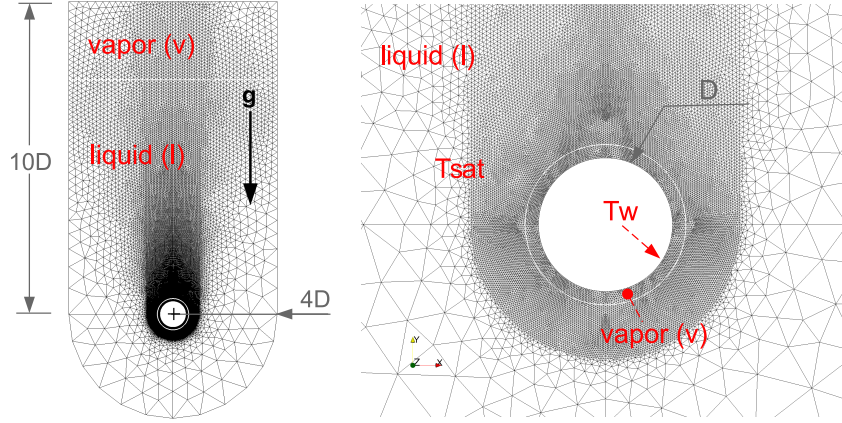 vapor (v)
g
10D
liquid (l)
4D
liquid (l)
D
Tsat
Tw
vapor (v)
Y
Z
X